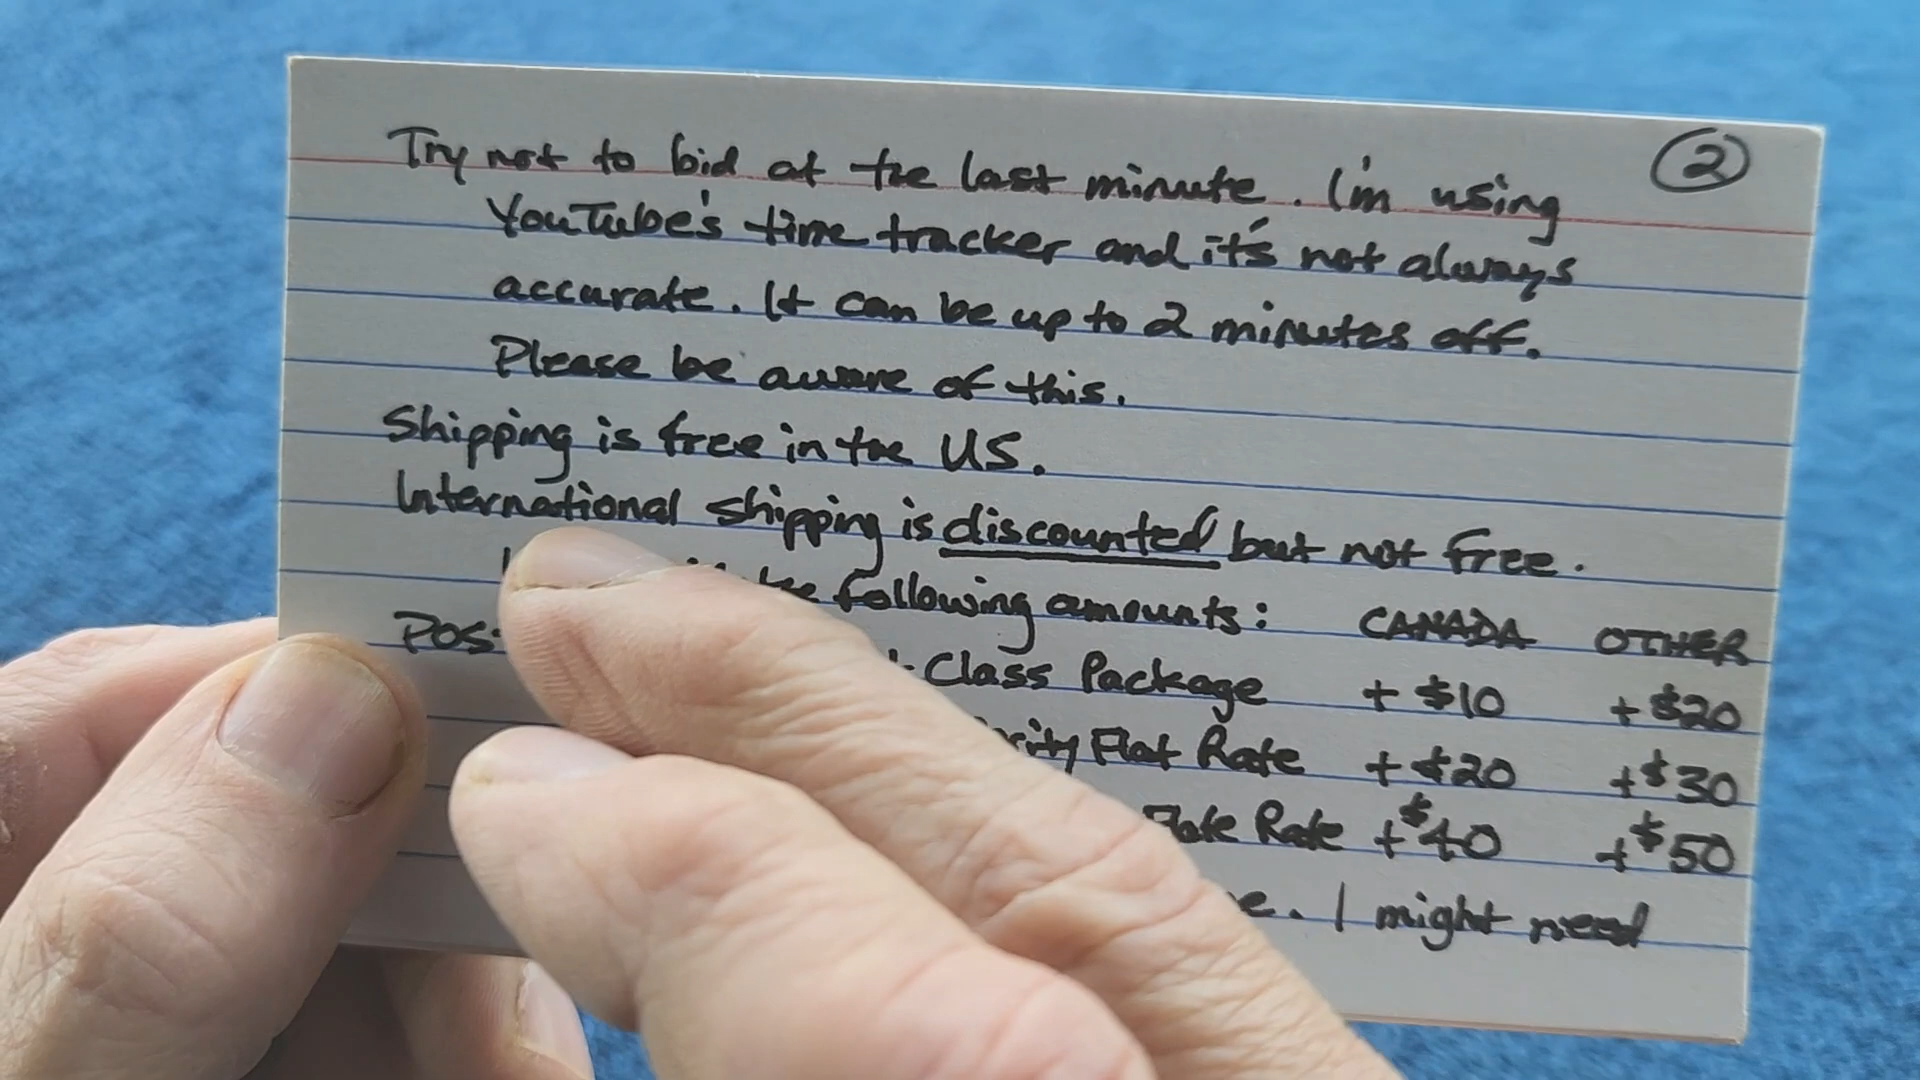 2
Try not to bid at the last minute. I'm using
YouTube's time tracker and it's not always
accurate. It can be up to 2 minutes off.
Please be aware of this.
Shipping is free in the US.
International shipping is discounted but not free.
following amounts: CANADA OTHER
Class Package +$10 +$20
Flat Rate +$20 +$30
Rate +$40 +$50
I might need